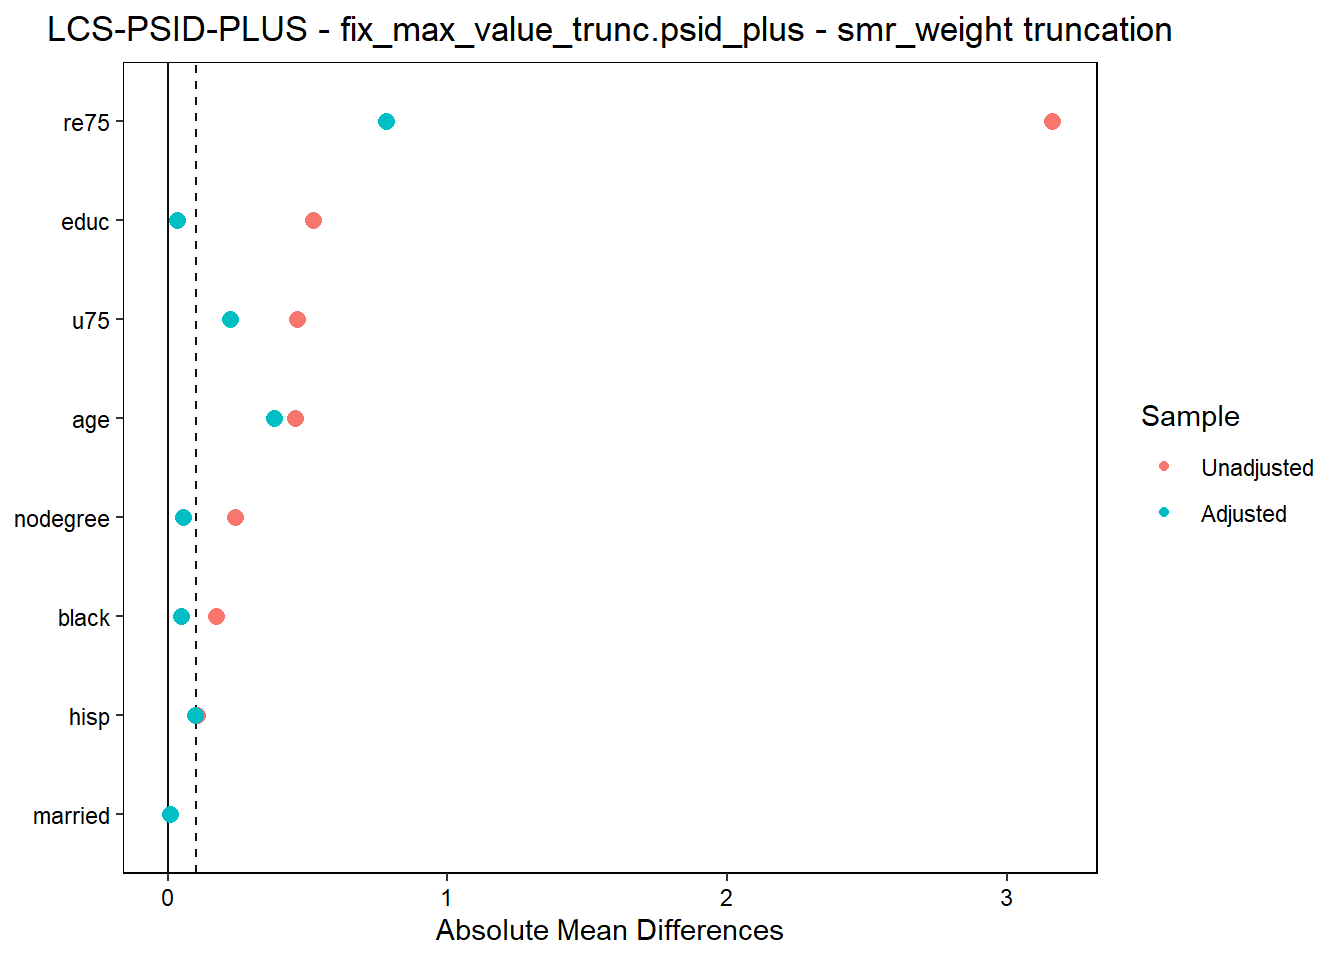 LCS-PSID-PLUS - fix_max_value_trunc.psid_plus - smr_weight truncation
re75
educ
u75
age
nodegree
black
hisp
married
0 1 2 3
Absolute Mean Differences
Sample
Unadjusted
Adjusted